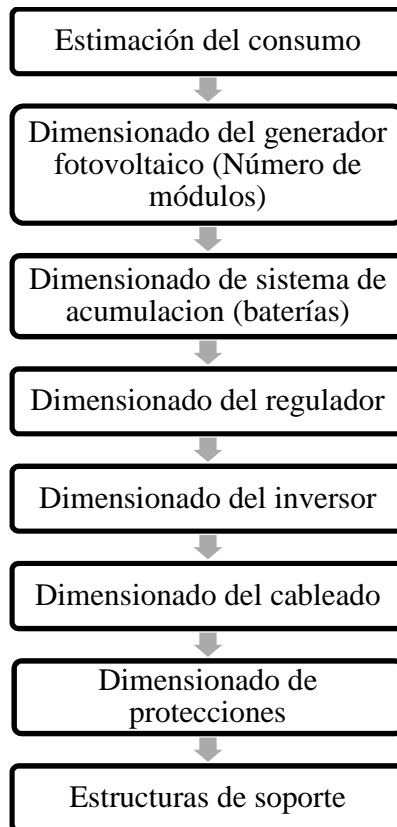 Estimación del consumo
Dimensionado del generador
fotovoltaico (Número de
módulos)
Dimensionado de sistema de
acumulacion (baterías)
Dimensionado del regulador
Dimensionado del inversor
Dimensionado del cableado
Dimensionado de
protecciones
Estructuras de soporte